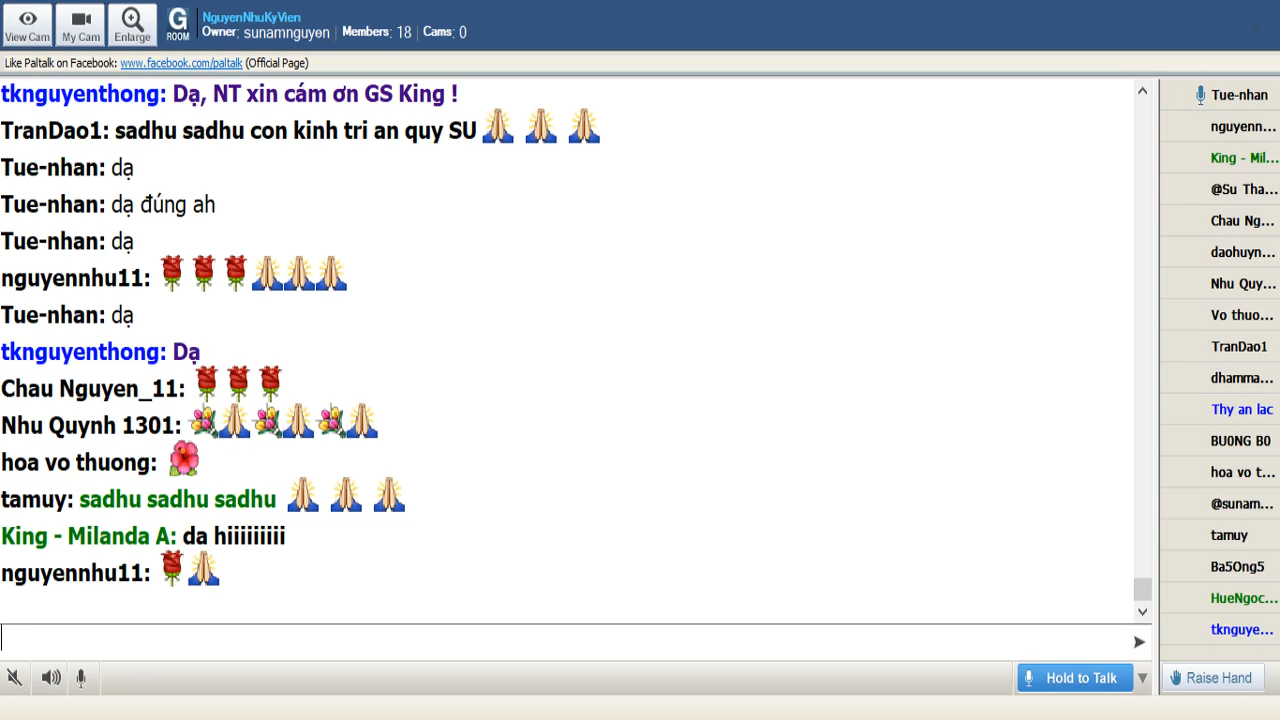 View Cam
My Cam
Enlarge
G
ROOM
NguyenNhuKyVien
Owner: sunamnguyen | Members: 18 | Cams: 0
Like Paltalk on Facebook: www.facebook.com/paltalk (Official Page)
tknguyenthong: Dạ, NT xin cám ơn GS King !
TranDao1: sadhu sadhu con kinh tri an quy SU
Tue-nhan: dạ
Tue-nhan: dạ đúng ah
Tue-nhan: dạ
nguyennhu11:
Tue-nhan: dạ
tknguyenthong: Dạ
Chau Nguyen_11:
Nhu Quynh 1301:
hoa vo thuong:
tamuy: sadhu sadhu sadhu
King - Milanda A: da hiiiiiiiii
nguyennhu11:
Tue-nhan
nguyenn...
King - Mil...
@Su Tha...
Chau Ng...
daohuyn...
Nhu Quy...
Vo thuo...
TranDao1
dhamma...
Thy an lac
BU0NG B0
hoa vo t...
@sunam...
tamuy
Ba5Ong5
HueNgoc...
tknguye...
Hold to Talk
Raise Hand